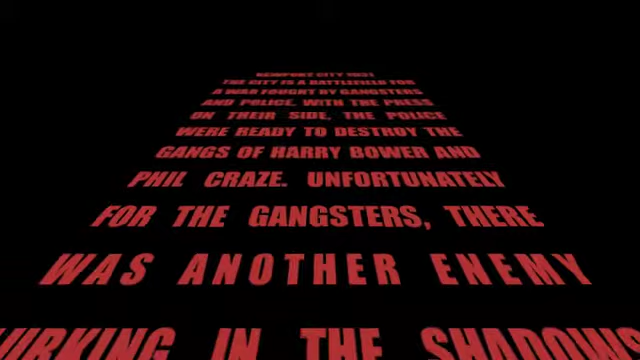 NEWPORT CITY 1931
THE CITY IS A BATTLEFIELD FOR
A WAR FOUGHT BY GANGSTERS
AND POLICE. WITH THE PRESS
ON THEIR SIDE, THE POLICE
WERE READY TO DESTROY THE
GANGS OF HARRY BOWER AND
PHIL CRAZE. UNFORTUNATELY
FOR THE GANGSTERS, THERE
WAS ANOTHER ENEMY
URKING IN THE SHADOWS